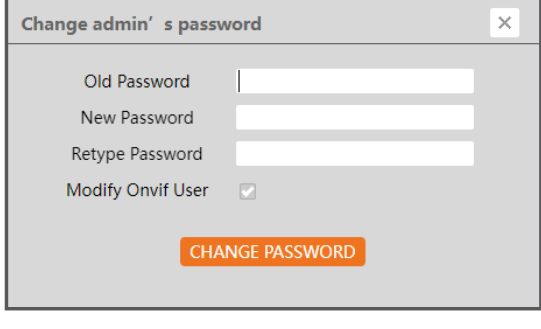 Change admin’ s password
Old Password
New Password
Retype Password
Modify Onvif User
CHANGE PASSWORD